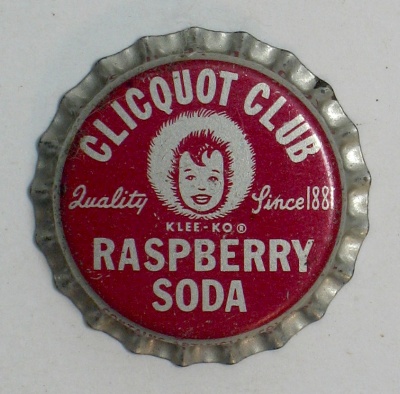 CLICQUOT CLUB
Quality Since 1881
KLEE-KO®
RASPBERRY
SODA